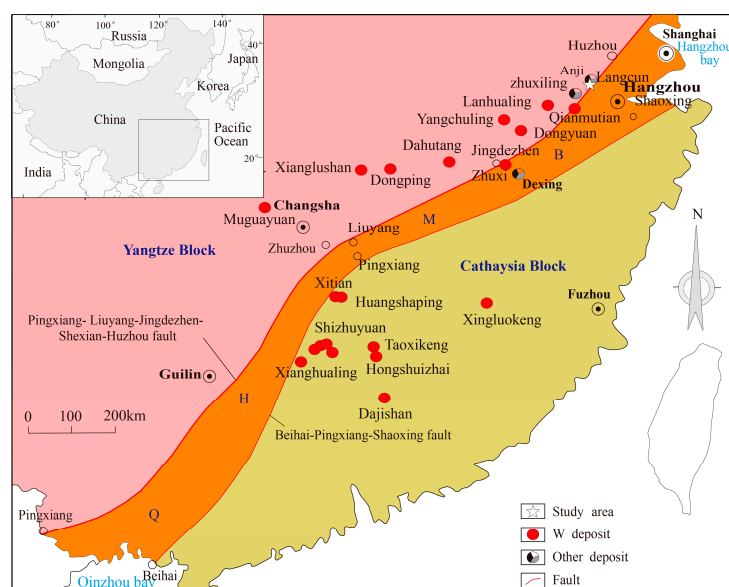 80° 100° 120° 140°
Russia
40°
Mongolia
Japan
Korea
China
Pacific
Ocean
India
20°
Shanghai
Hangzhou
bay
Huzhou
Anji
Langcun
zhuxiling
Hangzhou
Lanhualing
Shaoxing
Yangchuling
Qianmutian
Dongyuan
Dahutang
Jingdezhen
B
Xianglushan
Dongping
Zhuxi
Dexing
Changsha
Muguayuan
Liuyang
M
Zhuzhou
Yangtze Block
Pingxiang
Cathaysia Block
N
Xitian
Huangshaping
Fuzhou
Pingxiang- Liuyang-Jingdezhen-
Shexian-Huzhou fault
Xingluokeng
Shizhuyuan
Taoxikeng
Xianghualing
Hongshuizhai
Guilin
H
0 100 200km
Dajishan
Beihai-Pingxiang-Shaoxing fault
Pingxiang
Q
Beihai
Qinzhou bay
Study area
W deposit
Other deposit
Fault